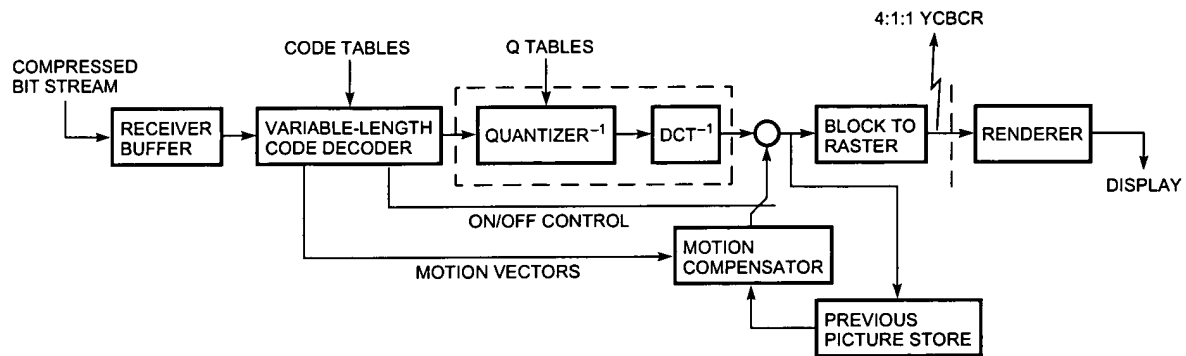 4:1:1 YCBCR
CODE TABLES
Q TABLES
COMPRESSED
BIT STREAM
RECEIVER
BUFFER
VARIABLE-LENGTH
CODE DECODER
QUANTIZER⁻¹
DCT⁻¹
BLOCK TO
RASTER
RENDERER
DISPLAY
ON/OFF CONTROL
MOTION VECTORS
MOTION
COMPENSATOR
PREVIOUS
PICTURE STORE